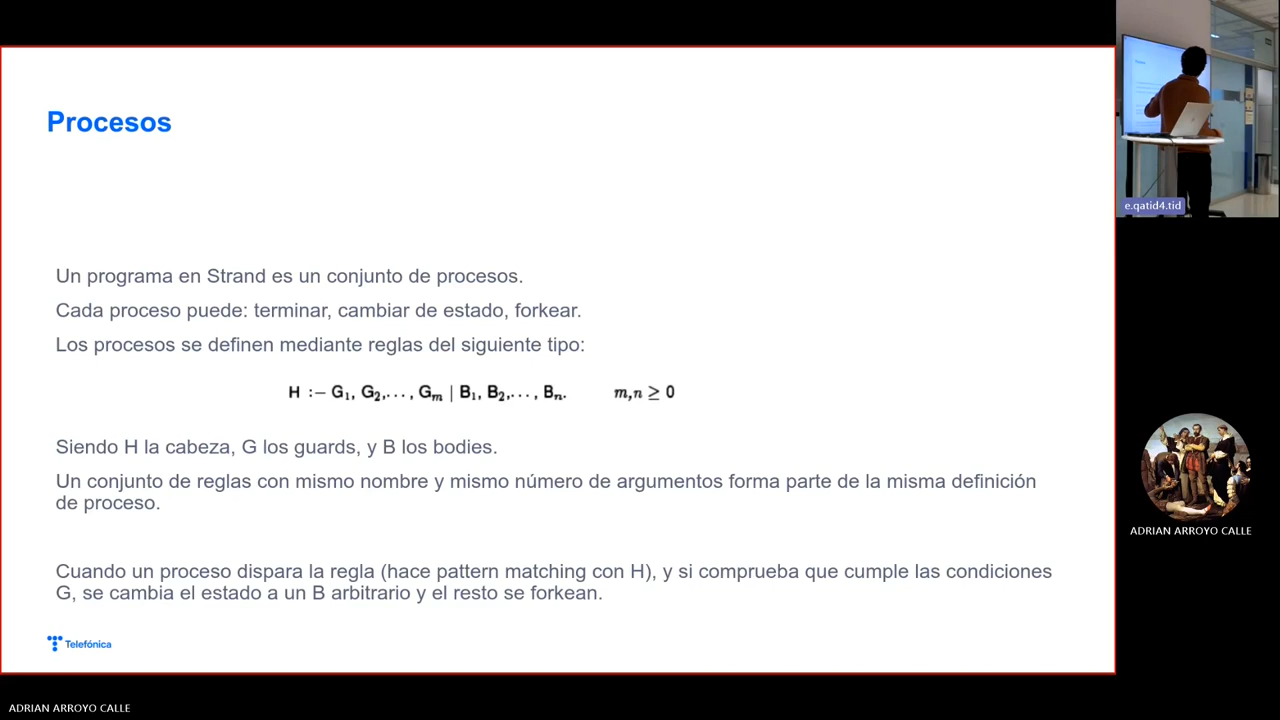 Procesos
Un programa en Strand es un conjunto de procesos.
Cada proceso puede: terminar, cambiar de estado, forkear.
Los procesos se definen mediante reglas del siguiente tipo:
H :– G₁, G₂,..., Gₘ | B₁, B₂,..., Bₙ. m,n ≥ 0
Siendo H la cabeza, G los guards, y B los bodies.
Un conjunto de reglas con mismo nombre y mismo número de argumentos forma parte de la misma definición
de proceso.
Cuando un proceso dispara la regla (hace pattern matching con H), y si comprueba que cumple las condiciones
G, se cambia el estado a un B arbitrario y el resto se forkean.
Telefónica
e.qatid4.tid
ADRIAN ARROYO CALLE
ADRIAN ARROYO CALLE